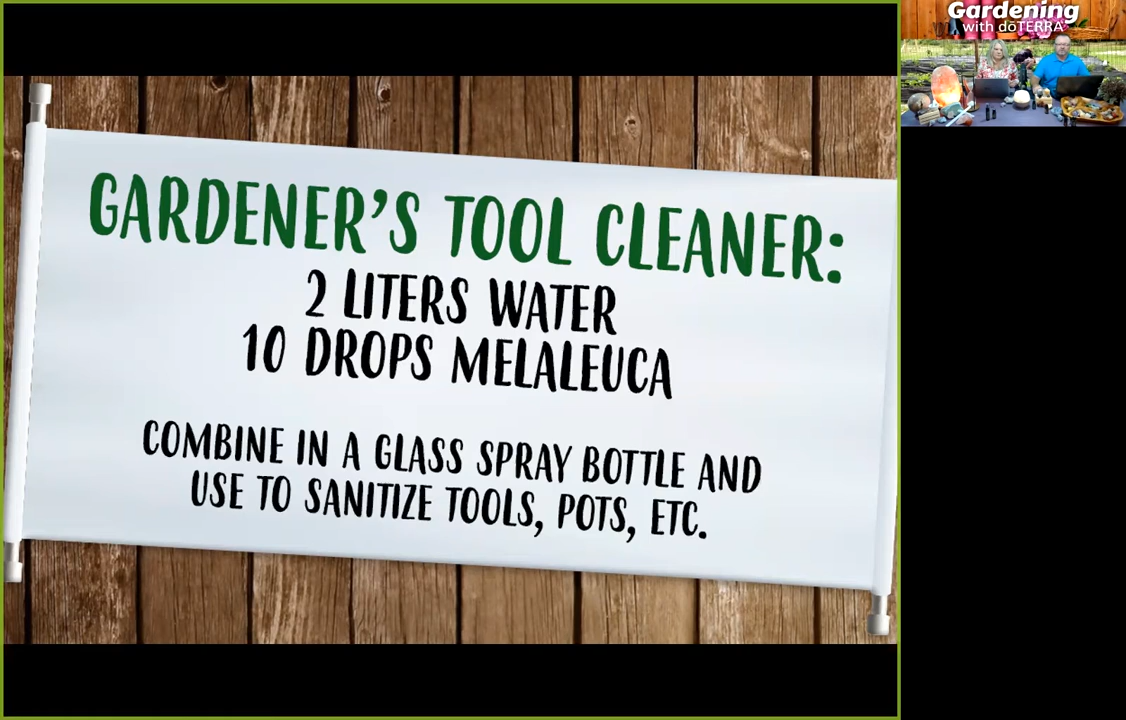 GARDENER'S TOOL CLEANER:
2 LITERS WATER
10 DROPS MELALEUCA
COMBINE IN A GLASS SPRAY BOTTLE AND
USE TO SANITIZE TOOLS, POTS, ETC.
Gardening
with dōTERRA